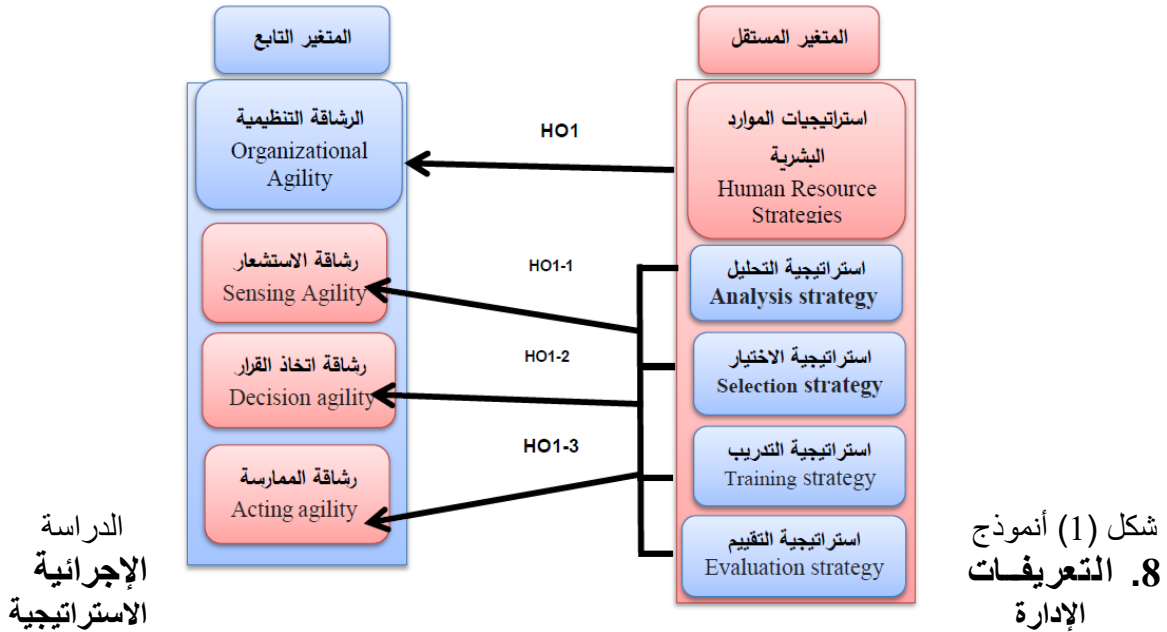 المتغير المستقل
المتغير التابع
استراتيجيات الموارد
البشرية
Human Resource
Strategies
استراتيجية التحليل
Analysis strategy
استراتيجية الاختيار
Selection strategy
استراتيجية التدريب
Training strategy
استراتيجية التقييم
Evaluation strategy
HO1
HO1-1
HO1-2
HO1-3
الرشاقة التنظيمية
Organizational
Agility
رشاقة الاستشعار
Sensing Agility
رشاقة اتخاذ القرار
Decision agility
رشاقة الممارسة
Acting agility
شكل (1) أنموذج الدراسة
8. التعريفــات الإجرائية
الإدارة الاستراتيجية